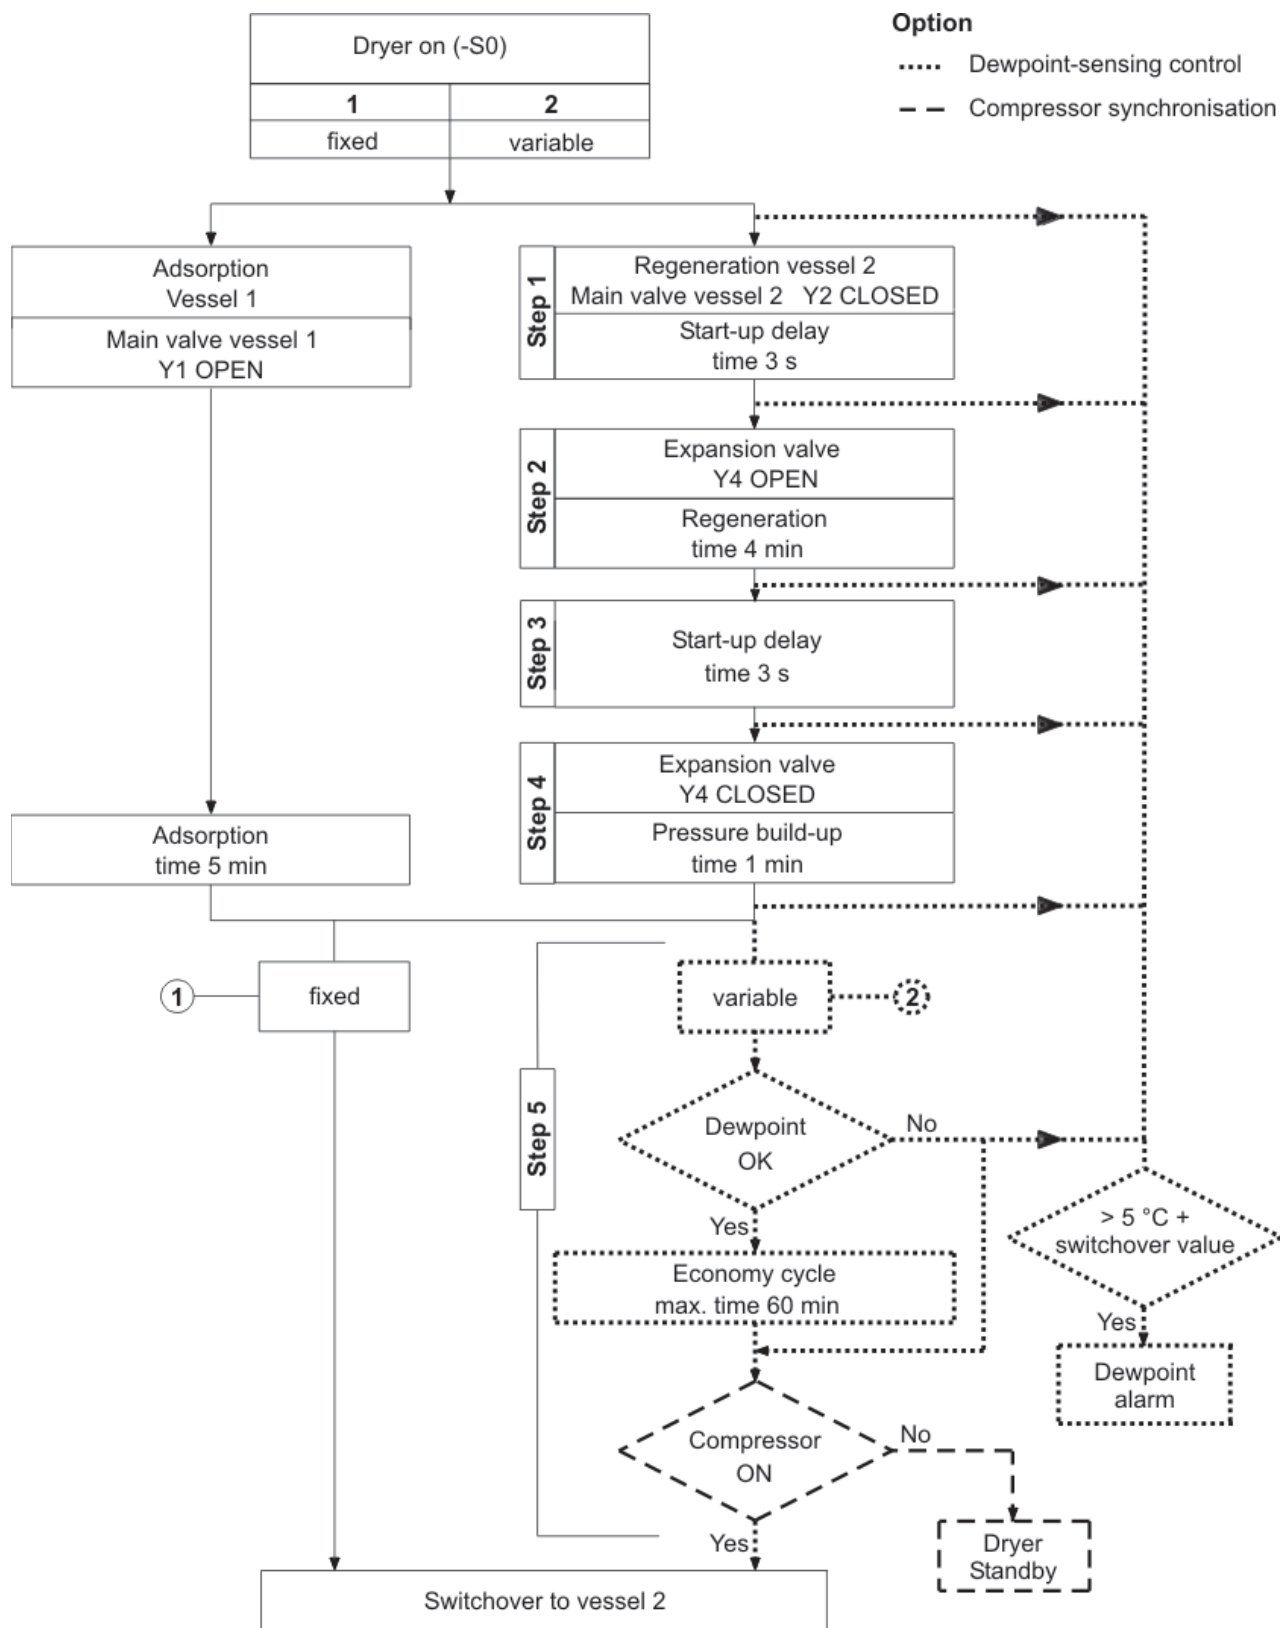 Dryer on (-S0)
1
2
fixed
variable
Option
Dewpoint-sensing control
Compressor synchronisation
Adsorption
Vessel 1
Main valve vessel 1
Y1 OPEN
Step 1
Regeneration vessel 2
Main valve vessel 2 Y2 CLOSED
Start-up delay
time 3 s
Step 2
Expansion valve
Y4 OPEN
Regeneration
time 4 min
Step 3
Start-up delay
time 3 s
Step 4
Expansion valve
Y4 CLOSED
Pressure build-up
time 1 min
Adsorption
time 5 min
1
fixed
variable
2
Step 5
Dewpoint
OK
No
Yes
> 5 °C +
switchover value
Yes
Dewpoint
alarm
Economy cycle
max. time 60 min
Compressor
ON
No
Yes
Dryer
Standby
Switchover to vessel 2